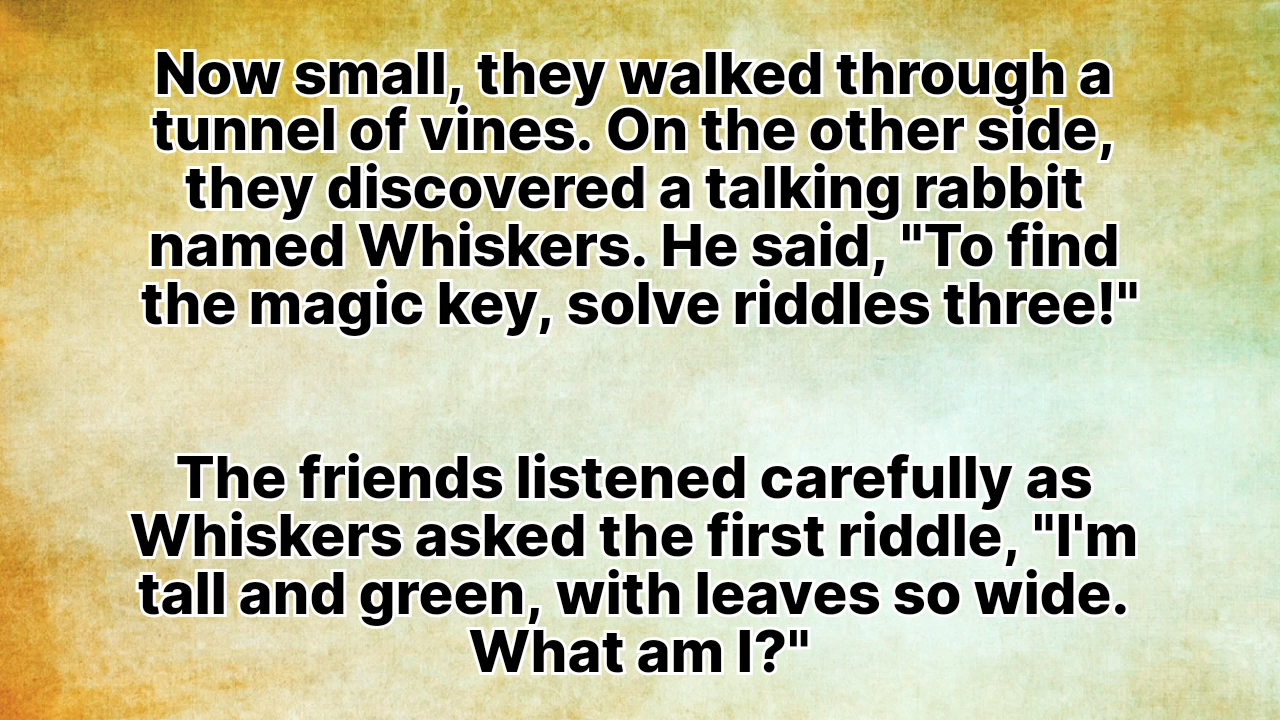 Now small, they walked through a
tunnel of vines. On the other side,
they discovered a talking rabbit
named Whiskers. He said, "To find
the magic key, solve riddles three!"
The friends listened carefully as
Whiskers asked the first riddle, "I'm
tall and green, with leaves so wide.
What am I?"